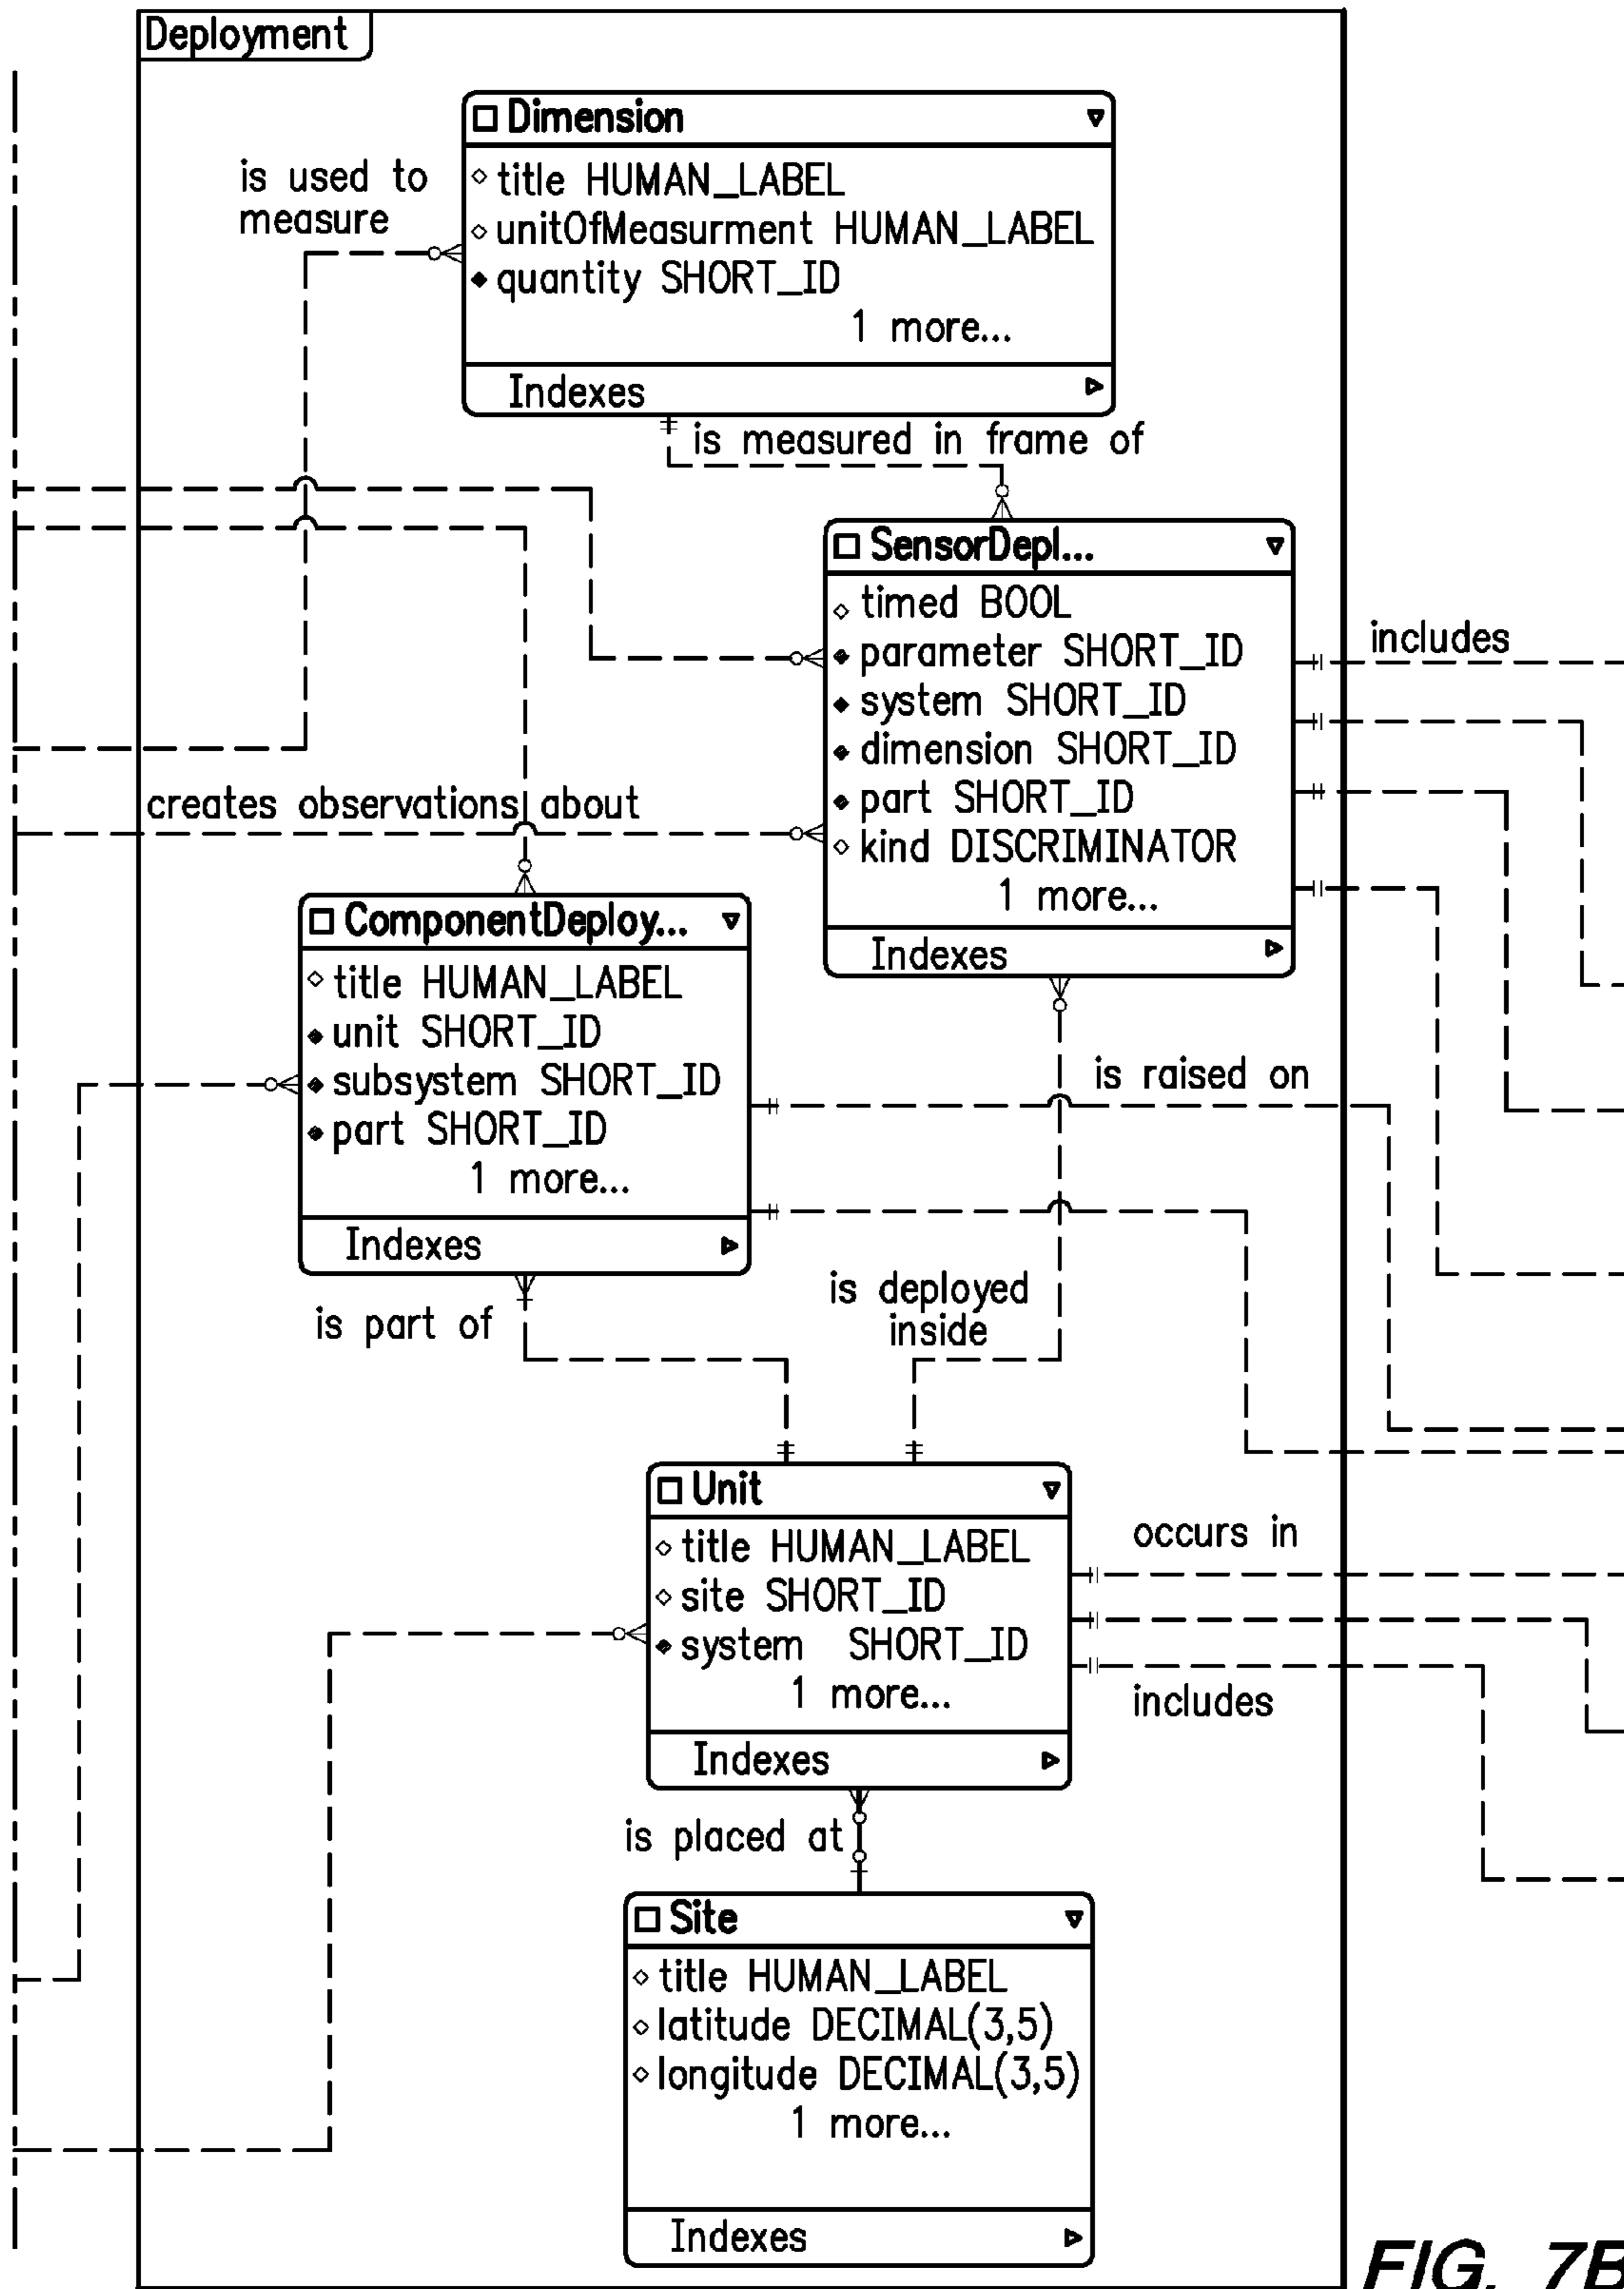 Deployment
Dimension
is used to
measure
title HUMAN_LABEL
unitOfMeasurment HUMAN_LABEL
quantity SHORT_ID
1 more...
Indexes
is measured in frame of
SensorDepl...
timed BOOL
parameter SHORT_ID
system SHORT_ID
dimension SHORT_ID
part SHORT_ID
kind DISCRIMINATOR
1 more...
Indexes
includes
creates observations about
ComponentDeploy...
title HUMAN_LABEL
unit SHORT_ID
subsystem SHORT_ID
part SHORT_ID
1 more...
Indexes
is raised on
is part of
is deployed
inside
Unit
title HUMAN_LABEL
site SHORT_ID
system SHORT_ID
1 more...
Indexes
occurs in
includes
is placed at
Site
title HUMAN_LABEL
latitude DECIMAL(3,5)
longitude DECIMAL(3,5)
1 more...
Indexes
FIG. 7B